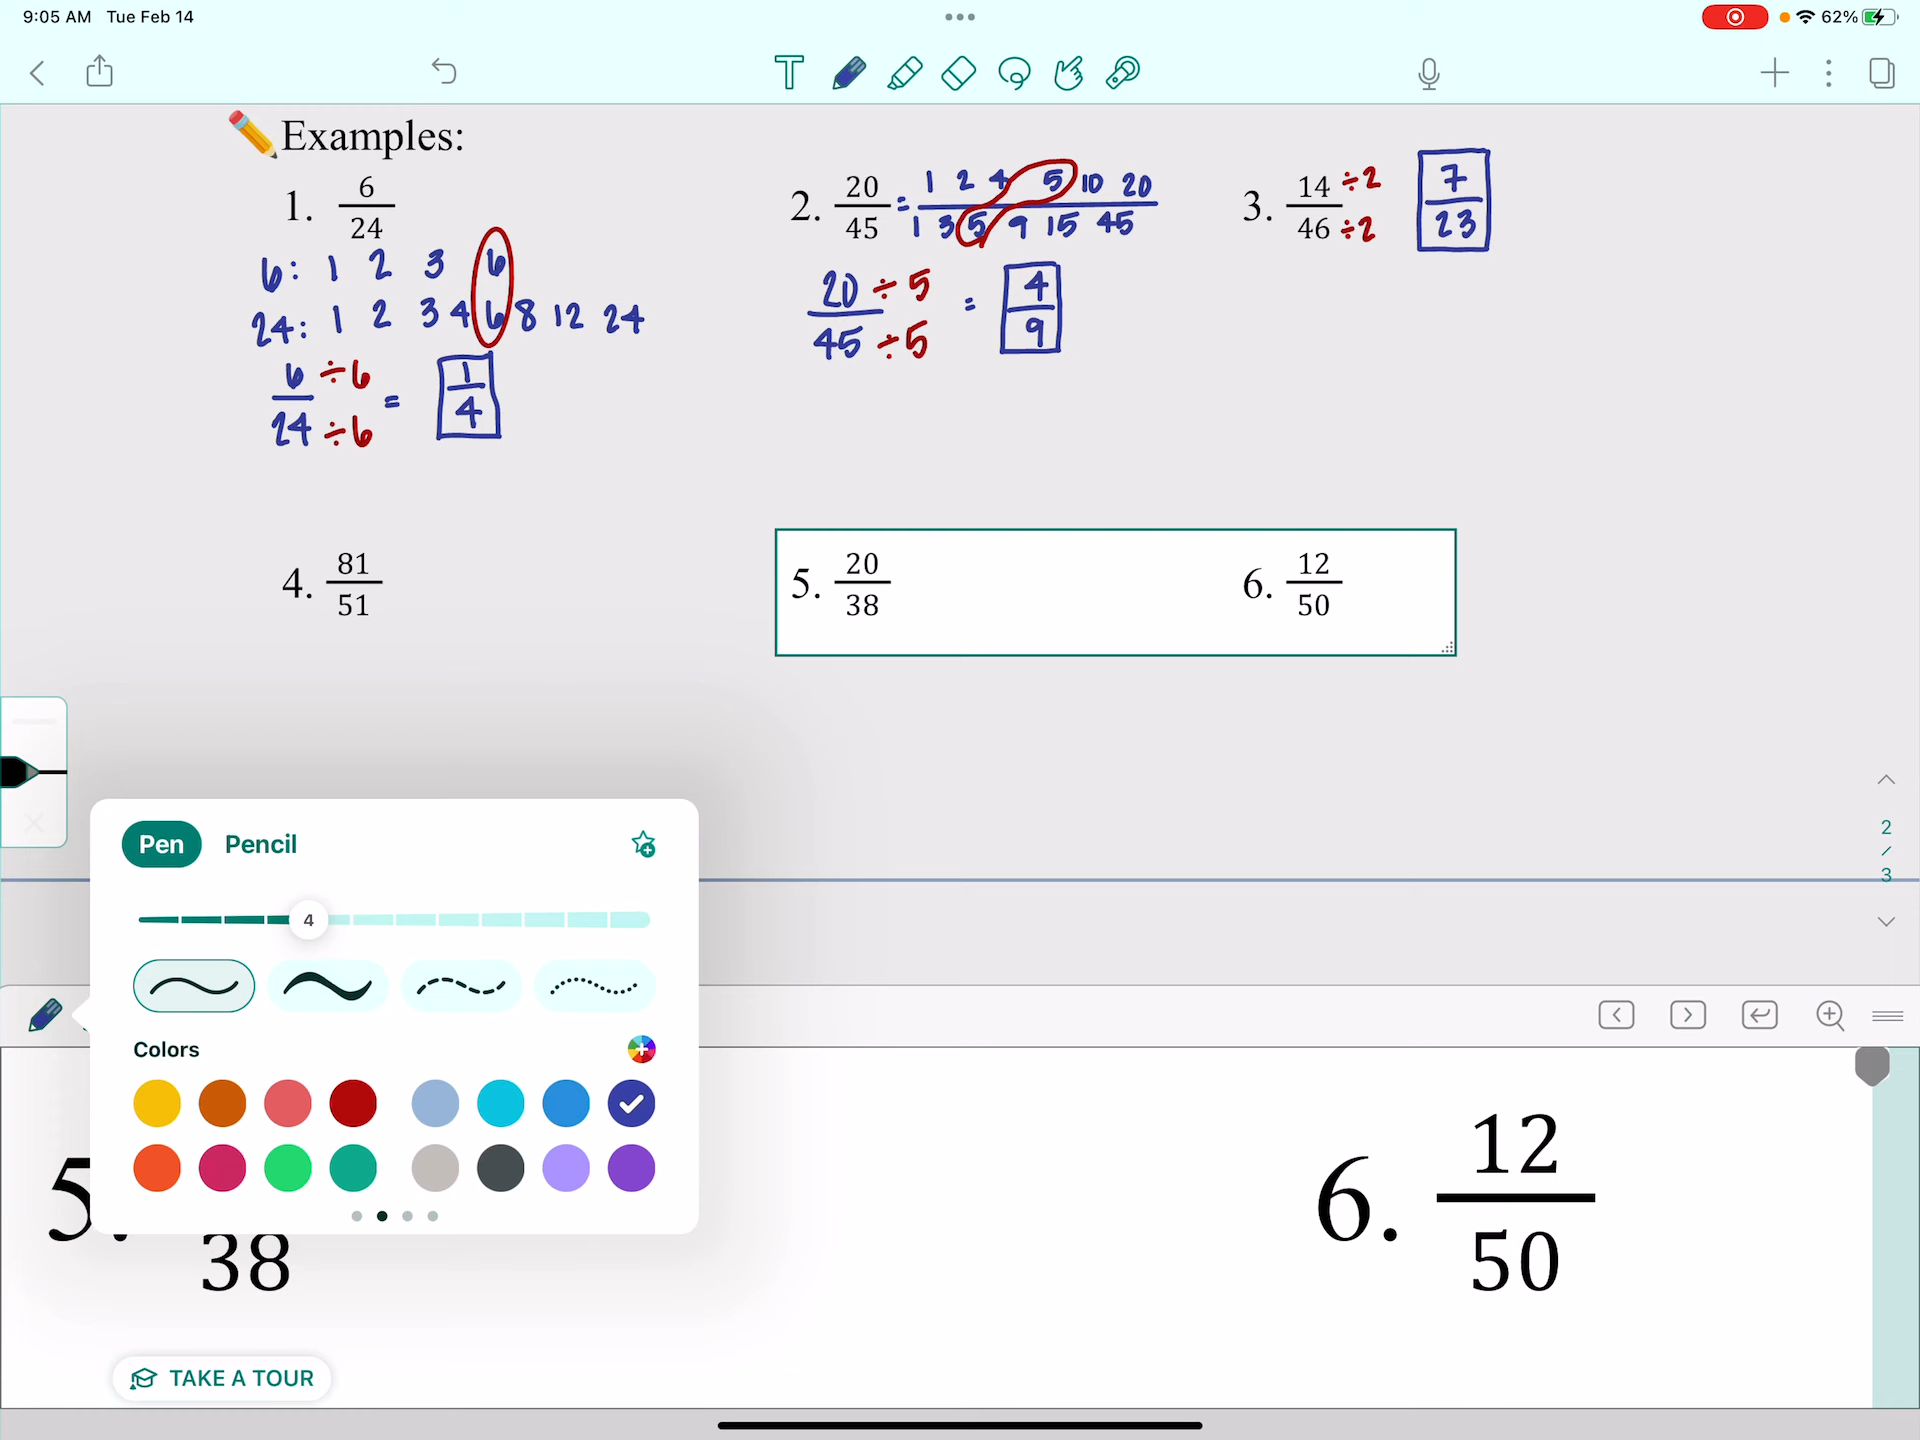 9:05 AM Tue Feb 14
62%
Examples:
1. 6/24
6: 1 2 3 6
24: 1 2 3 4 6 8 12 24
6 ÷6 / 24 ÷6 = 1/4
2. 20/45 = 1 2 4 5 10 20 / 1 3 5 9 15 45
20 ÷5 / 45 ÷5 = 4/9
3. 14 ÷2 / 46 ÷2 7/23
4. 81/51
5. 20/38
6. 12/50
2
/
3
Pen Pencil
4
Colors
5.
38
6. 12/50
TAKE A TOUR